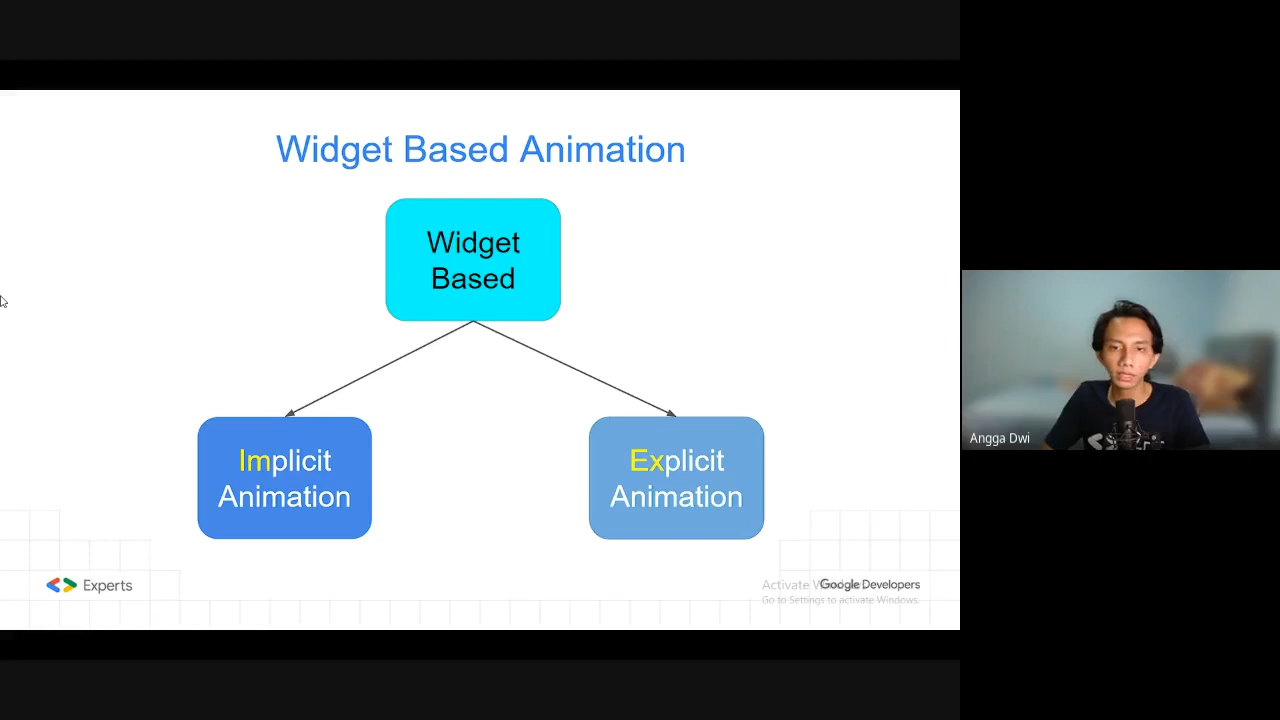 Widget Based Animation
Widget
Based
Implicit
Animation
Explicit
Animation
Angga Dwi
Experts
Activate Windows
Google Developers
Go to Settings to activate Windows.